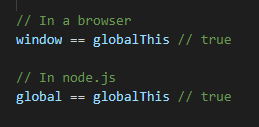 // In a browser
window == globalThis // true
// In node.js
global == globalThis // true